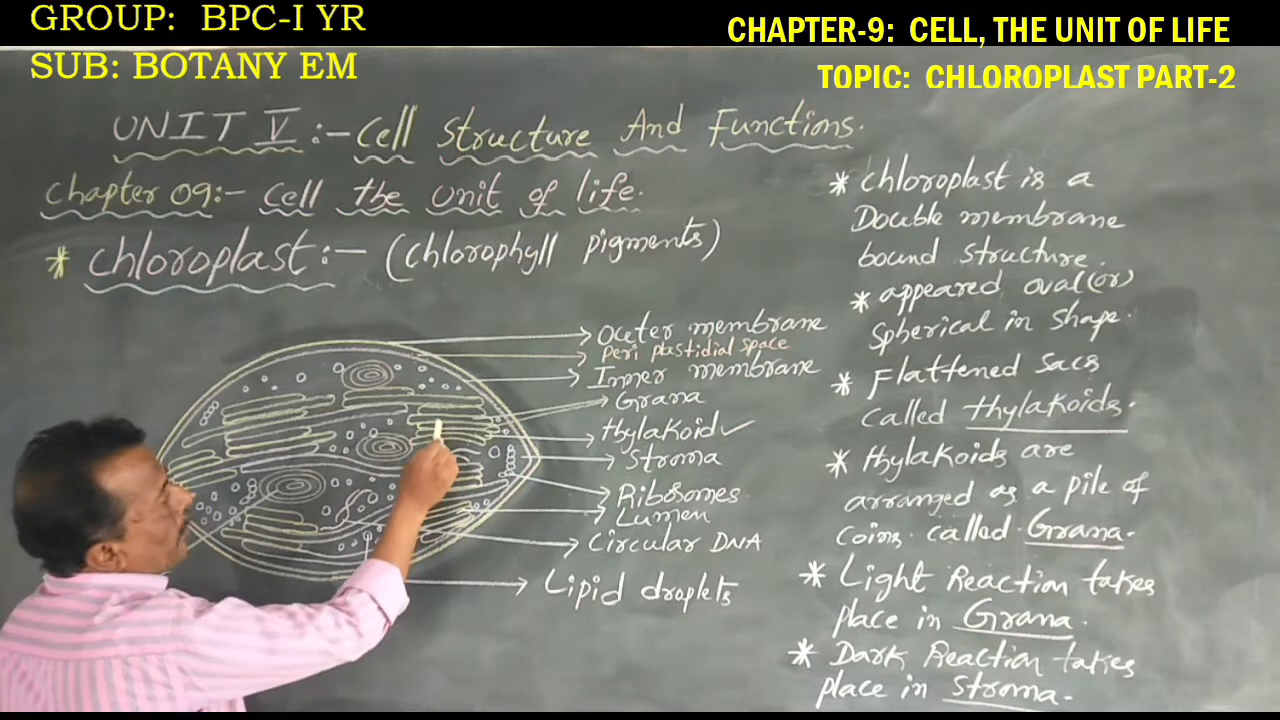 GROUP: BPC-I YR
SUB: BOTANY EM
CHAPTER-9: CELL, THE UNIT OF LIFE
TOPIC: CHLOROPLAST PART-2
UNIT V :- Cell Structure And Functions.
Chapter 09:- Cell the Unit of life.
* Chloroplast :- (Chlorophyll pigments)
Outer membrane
Peri plastidial space
Inner membrane
Grana
Thylakoid ✓
Stroma
Ribosomes.
Lumen
Circular DNA
Lipid droplets
* Chloroplast is a
Double membrane
bound structure.
* appeared oval (or)
Spherical in shape.
* Flattened Sacs
called thylakoids.
* thylakoids are
arranged as a pile of
coins. called. Grana.
* Light Reaction takes
place in Grana.
* Dark Reaction takes
place in Stroma.